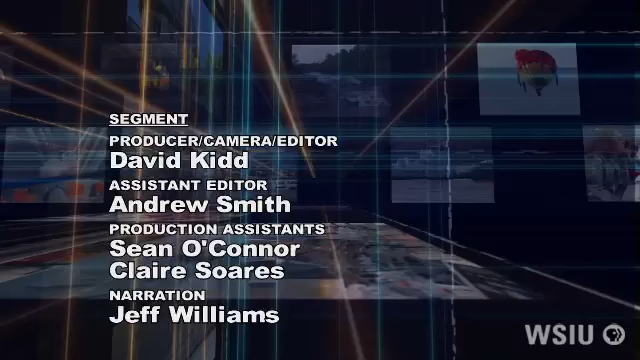 SEGMENT
PRODUCER/CAMERA/EDITOR
David Kidd
ASSISTANT EDITOR
Andrew Smith
PRODUCTION ASSISTANTS
Sean O'Connor
Claire Soares
NARRATION
Jeff Williams
WSIU